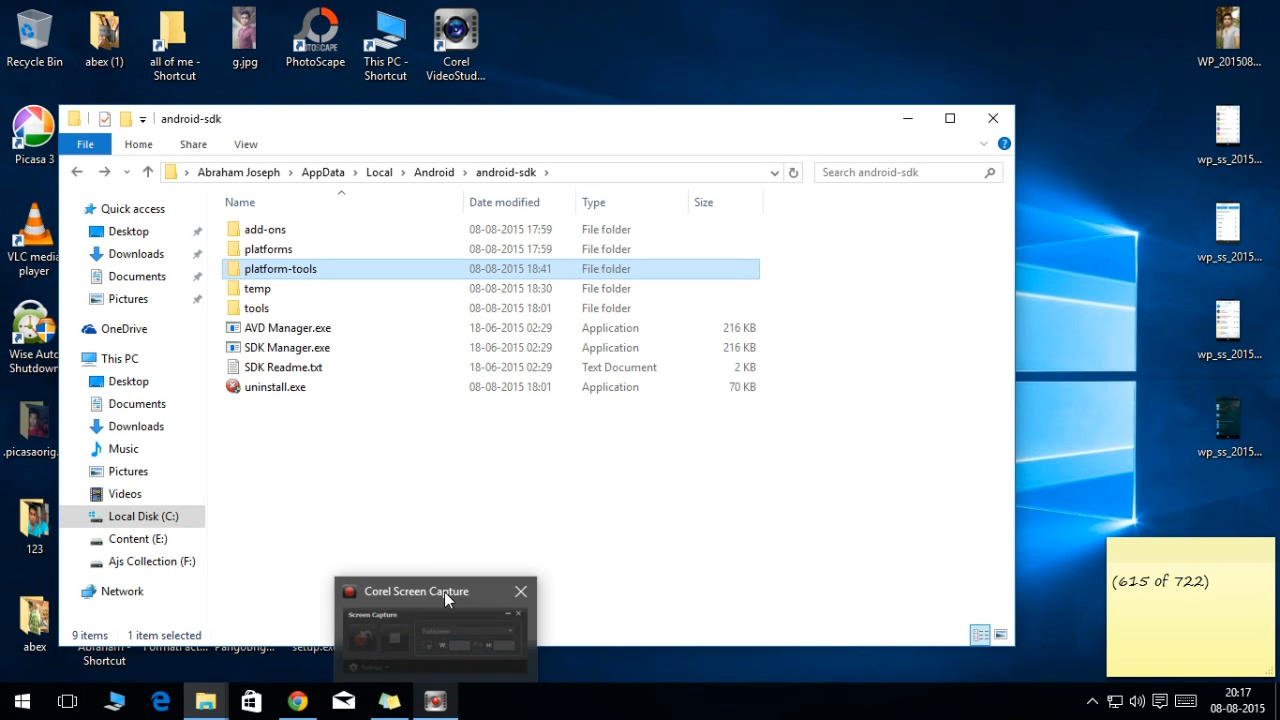 Recycle Bin
abex (1)
all of me -
Shortcut
g.jpg
PhotoScape
This PC -
Shortcut
Corel
VideoStud...
WP_201508...
Picasa 3
VLC media
player
Wise Auto
Shutdown
.picasaorig...
123
abex
wp_ss_2015...
wp_ss_2015...
wp_ss_2015...
wp_ss_2015...
android-sdk
File
Home
Share
View
Abraham Joseph
AppData
Local
Android
android-sdk
Search android-sdk
Name
Date modified
Type
Size
add-ons 08-08-2015 17:59 File folder
platforms 08-08-2015 17:59 File folder
platform-tools 08-08-2015 18:41 File folder
temp 08-08-2015 18:30 File folder
tools 08-08-2015 18:01 File folder
AVD Manager.exe 18-06-2015 02:29 Application 216 KB
SDK Manager.exe 18-06-2015 02:29 Application 216 KB
SDK Readme.txt 18-06-2015 02:29 Text Document 2 KB
uninstall.exe 08-08-2015 18:01 Application 70 KB
Quick access
Desktop
Downloads
Documents
Pictures
OneDrive
This PC
Desktop
Documents
Downloads
Music
Pictures
Videos
Local Disk (C:)
Content (E:)
Ajs Collection (F:)
Network
9 items 1 item selected
Shortcut
Corel Screen Capture
Screen Capture
W:
H:
(615 of 722)
20:17
08-08-2015